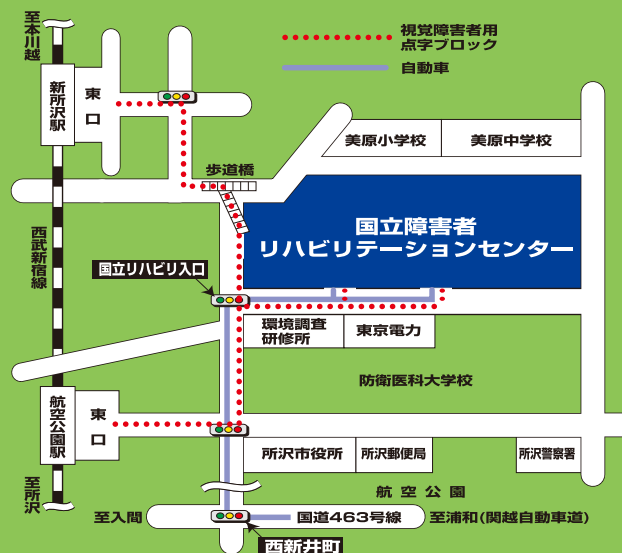 至本川越
視覚障害者用
点字ブロック
自動車
新所沢駅
東口
美原小学校
美原中学校
歩道橋
国立障害者
リハビリテーションセンター
西武新宿線
国立リハビリ入口
環境調査
研修所
東京電力
防衛医科大学校
航空公園駅
東口
所沢市役所
所沢郵便局
所沢警察署
至所沢
航空公園
至入間
国道463号線
至浦和(関越自動車道)
西新井町